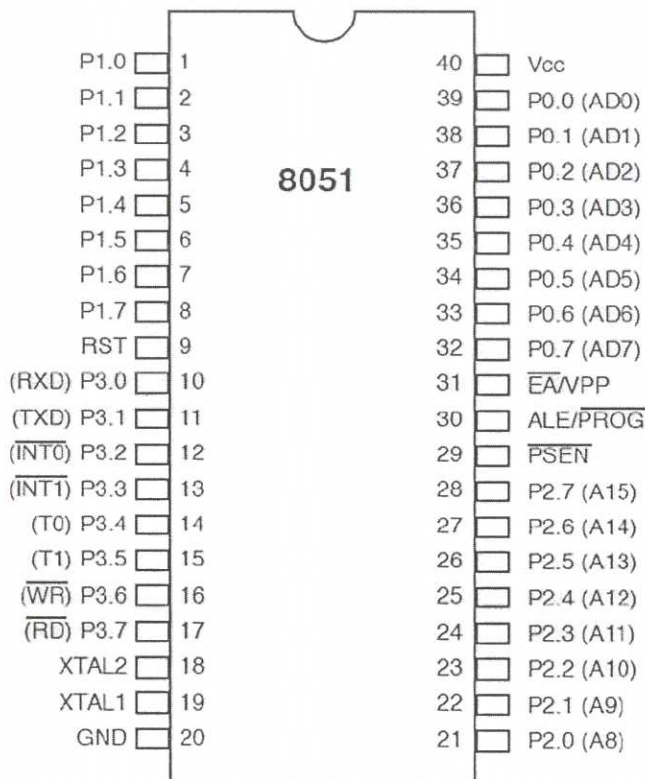 8051
P1.0 1
P1.1 2
P1.2 3
P1.3 4
P1.4 5
P1.5 6
P1.6 7
P1.7 8
RST 9
(RXD) P3.0 10
(TXD) P3.1 11
(INT0) P3.2 12
(INT1) P3.3 13
(T0) P3.4 14
(T1) P3.5 15
(WR) P3.6 16
(RD) P3.7 17
XTAL2 18
XTAL1 19
GND 20
40 Vcc
39 P0.0 (AD0)
38 P0.1 (AD1)
37 P0.2 (AD2)
36 P0.3 (AD3)
35 P0.4 (AD4)
34 P0.5 (AD5)
33 P0.6 (AD6)
32 P0.7 (AD7)
31 EA/VPP
30 ALE/PROG
29 PSEN
28 P2.7 (A15)
27 P2.6 (A14)
26 P2.5 (A13)
25 P2.4 (A12)
24 P2.3 (A11)
23 P2.2 (A10)
22 P2.1 (A9)
21 P2.0 (A8)